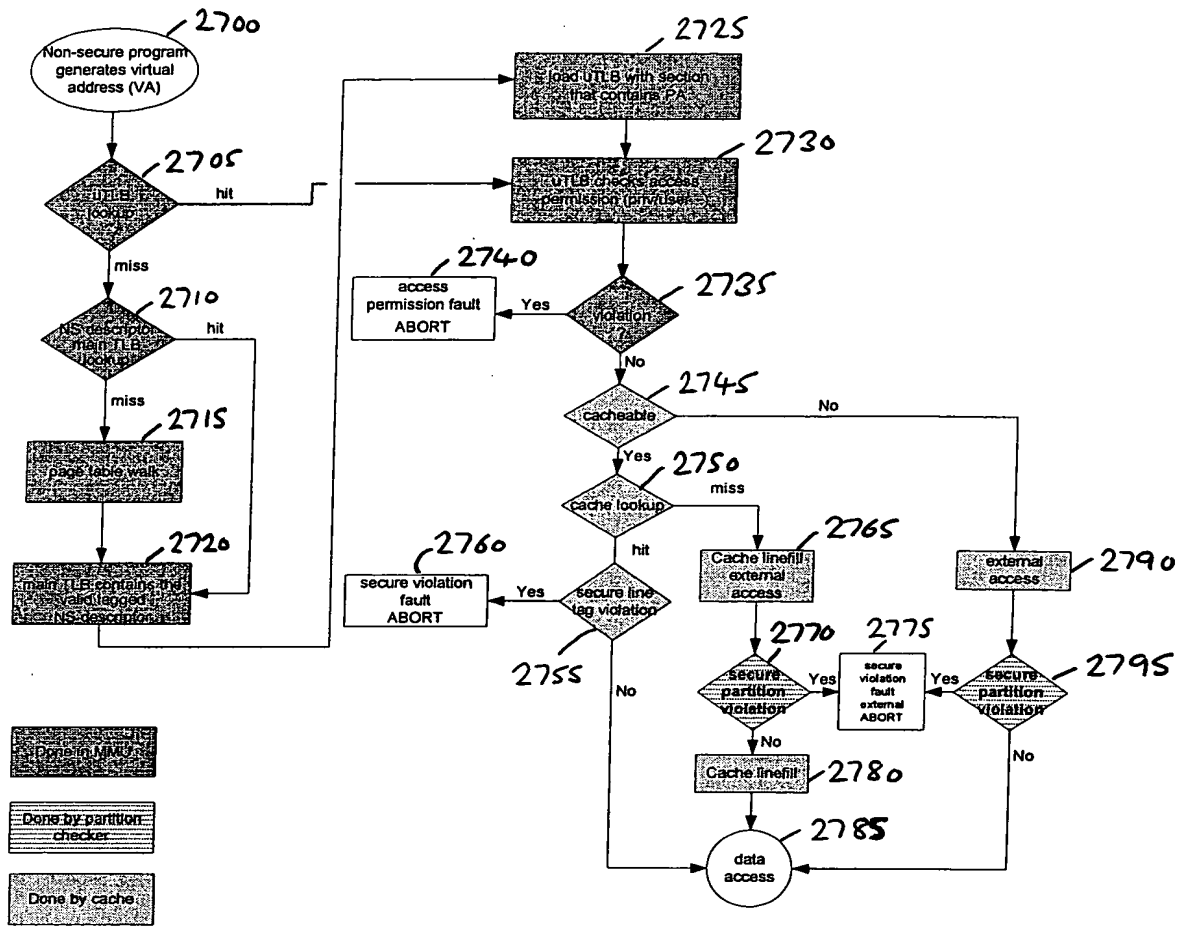 2700
Non-secure program
generates virtual
address (VA)
2705
uTLB
lookup
?
hit
miss
2710
NS descriptor
main TLB
lookup
hit
miss
2715
page table walk
2720
main TLB contains the
valid tagged
NS-descriptor
2725
load uTLB with section
that contains PA
2730
uTLB checks access
permission (priv/user
2735
violation
?
Yes
2740
access
permission fault
ABORT
No
2745
cacheable
No
Yes
2750
cache lookup
miss
hit
2755
secure line
tag violation
Yes
2760
secure violation
fault
ABORT
No
2765
Cache linefill
external
access
2770
secure
partition
violation
Yes
2775
secure
violation
fault
external
ABORT
No
2780
Cache linefill
2790
external
access
2795
secure
partition
violation
Yes
No
2785
data
access
Done in MMU
Done by partition
checker
Done by cache